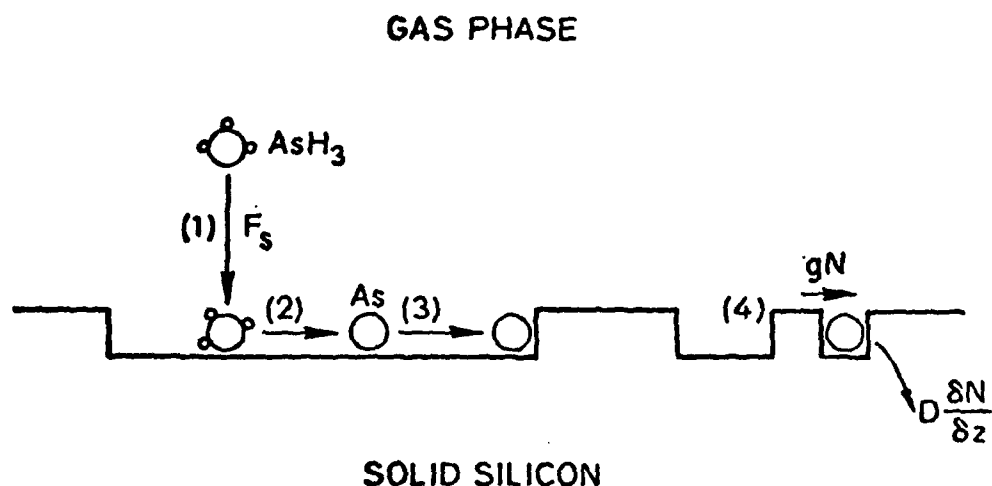 GAS PHASE
AsH₃
(1) Fₛ
gN
(2) As (3) (4)
D δN/δz
SOLID SILICON